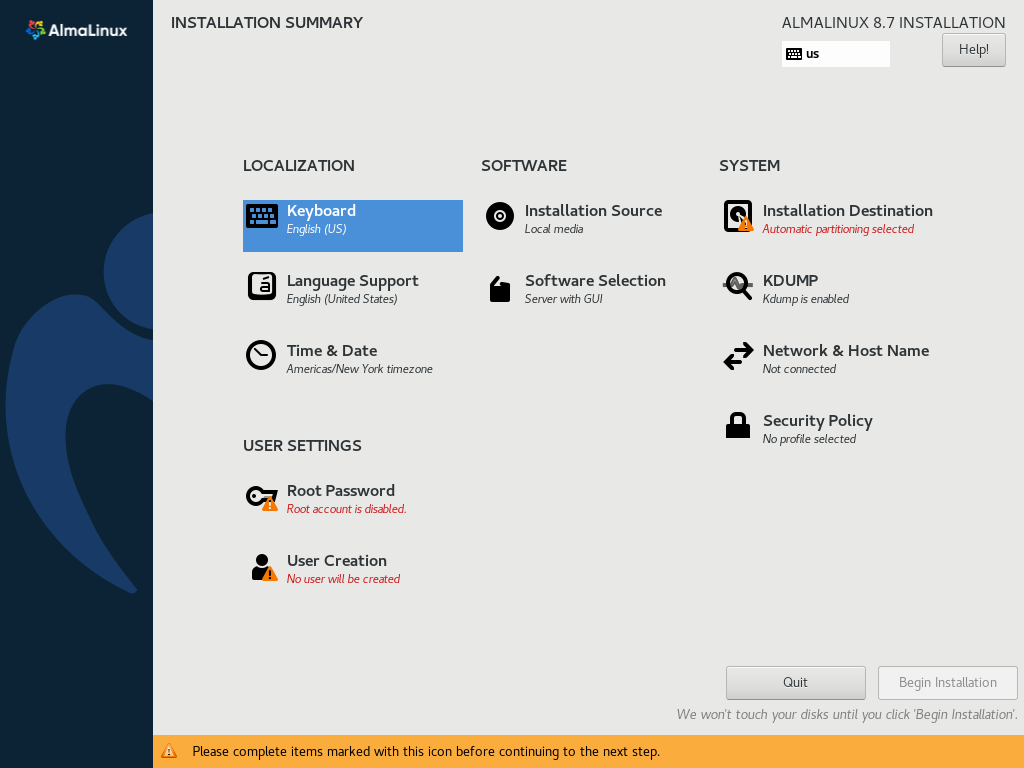 AlmaLinux
INSTALLATION SUMMARY
ALMALINUX 8.7 INSTALLATION
us
Help!
LOCALIZATION
Keyboard
English (US)
Language Support
English (United States)
Time & Date
Americas/New York timezone
USER SETTINGS
Root Password
Root account is disabled.
User Creation
No user will be created
SOFTWARE
Installation Source
Local media
Software Selection
Server with GUI
SYSTEM
Installation Destination
Automatic partitioning selected
KDUMP
Kdump is enabled
Network & Host Name
Not connected
Security Policy
No profile selected
Quit
Begin Installation
We won't touch your disks until you click 'Begin Installation'.
Please complete items marked with this icon before continuing to the next step.